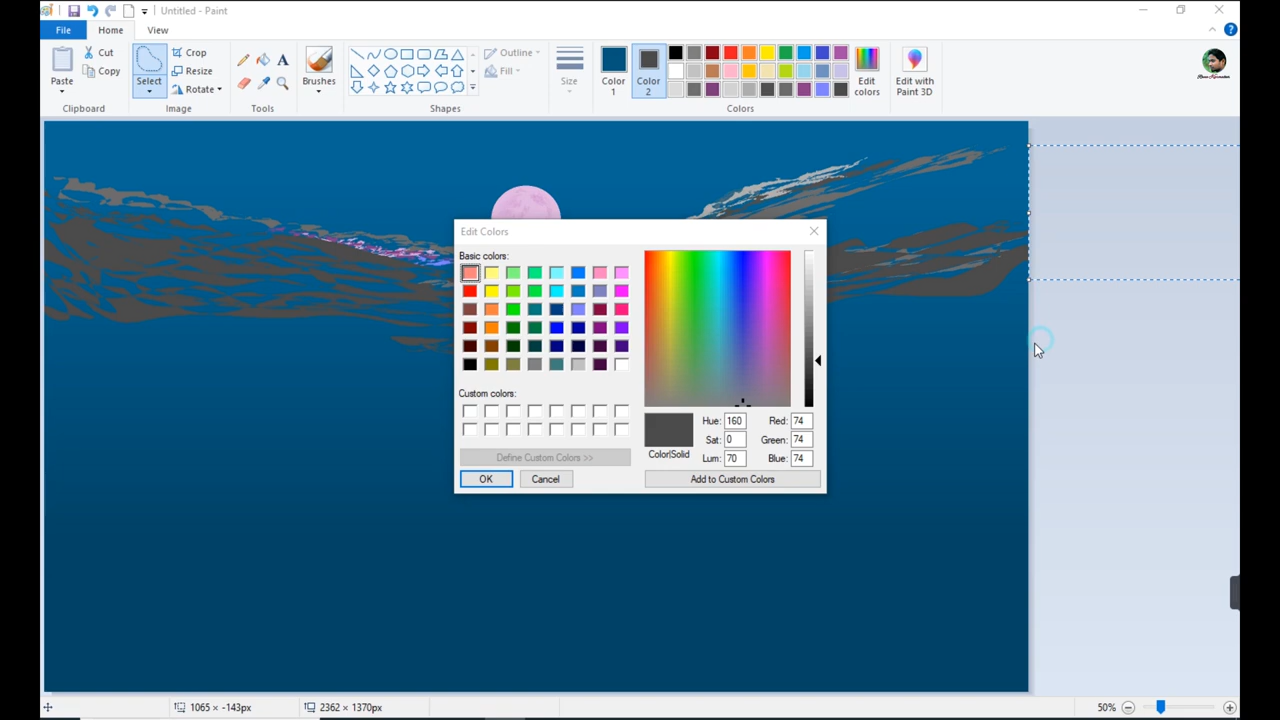 Untitled - Paint
File
Home
View
Paste
Cut
Copy
Clipboard
Select
Crop
Resize
Rotate
Image
A
Tools
Brushes
Outline
Fill
Shapes
Size
Color 1
Color 2
Edit colors
Edit with Paint 3D
Colors
Edit Colors
Basic colors:
Custom colors:
Define Custom Colors >>
OK
Cancel
Color|Solid
Hue: 160
Sat: 0
Lum: 70
Red: 74
Green: 74
Blue: 74
Add to Custom Colors
1065 × -143px
2362 × 1370px
50%